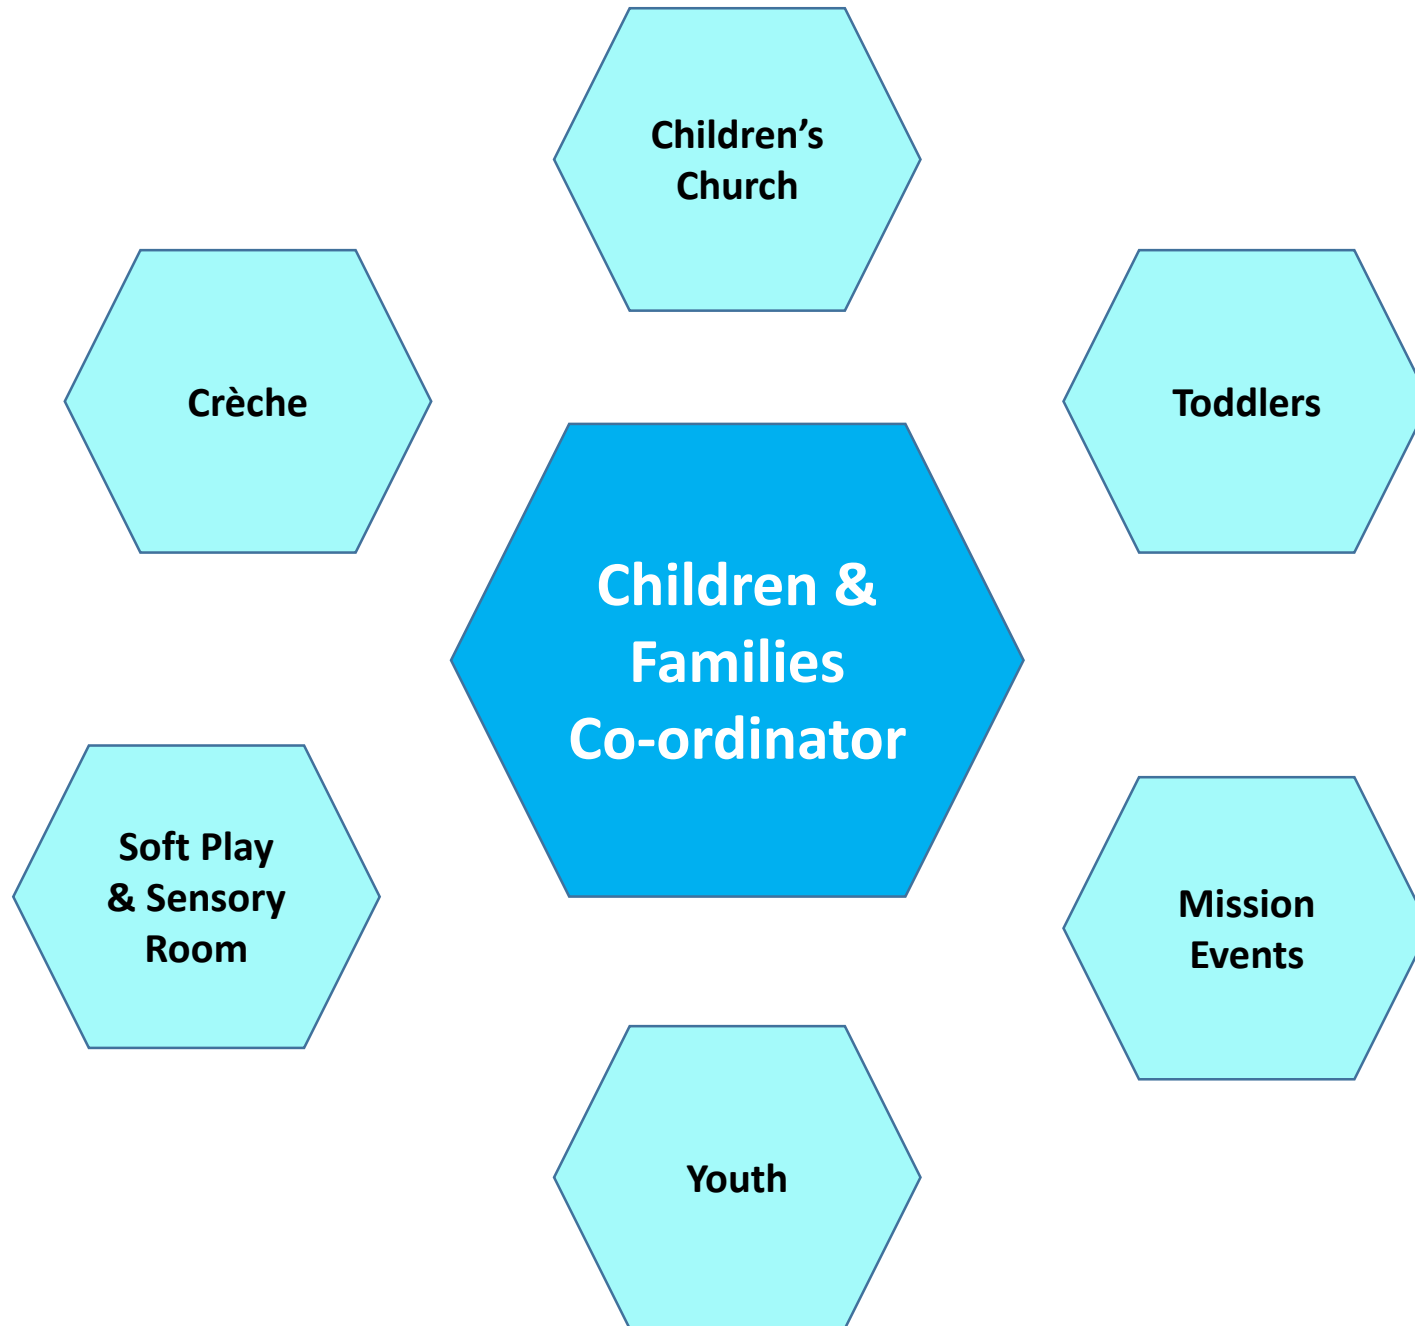 Children’s
Church
Crèche
Toddlers
Children &
Families
Co-ordinator
Soft Play
& Sensory
Room
Mission
Events
Youth